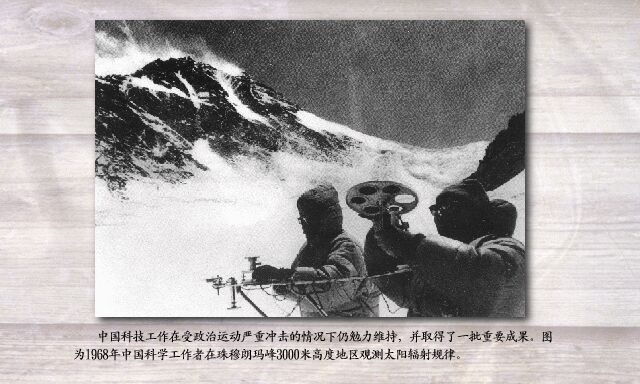 中国科技工作在受政治运动严重冲击的情况下仍勉力维持，并取得了一批重要成果。图
为1968年中国科学工作者在珠穆朗玛峰3000米高度地区观测太阳辐射规律。